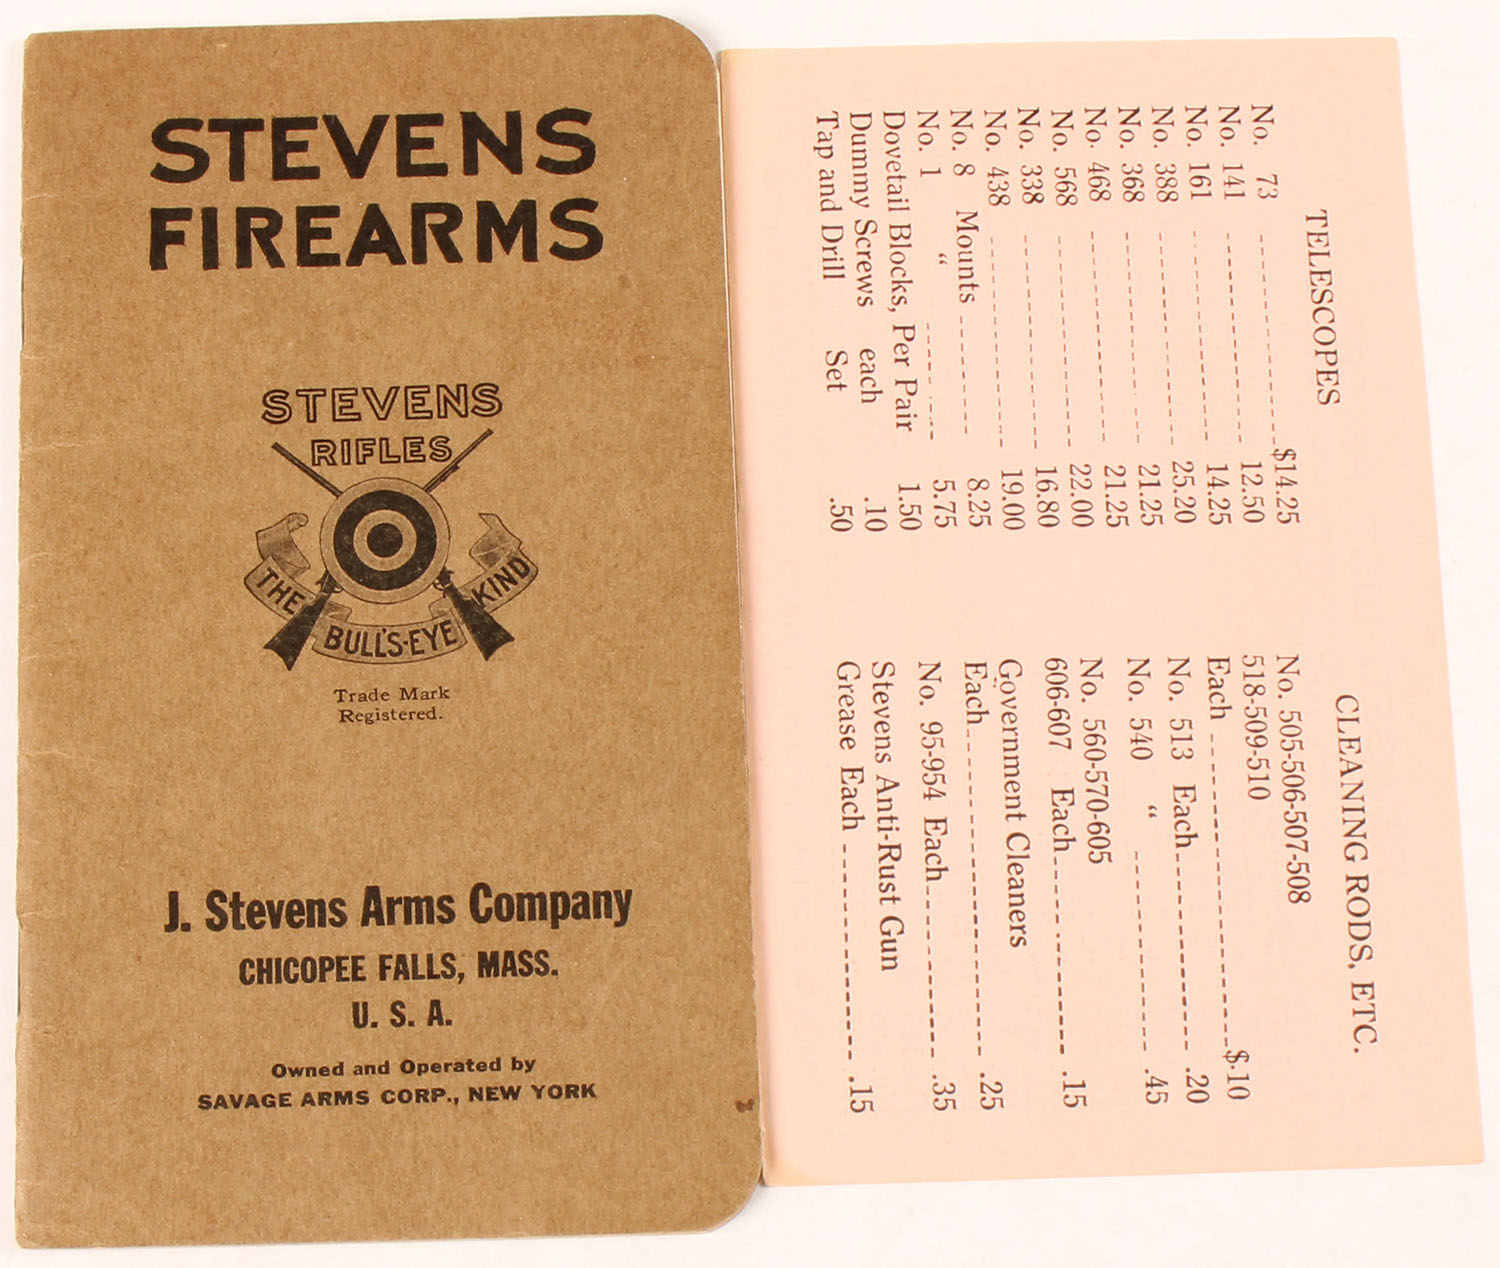 STEVENS
FIREARMS
STEVENS
RIFLES
THE BULL'S-EYE KIND
Trade Mark
Registered.
J. Stevens Arms Company
CHICOPEE FALLS, MASS.
U. S. A.
Owned and Operated by
SAVAGE ARMS CORP., NEW YORK
TELESCOPES
No. 73 $14.25
No. 141 12.50
No. 161 14.25
No. 388 25.20
No. 368 21.25
No. 468 21.25
No. 568 22.00
No. 338 16.80
No. 438 19.00
No. 8 Mounts 8.25
No. 1 “ 5.75
Dovetail Blocks, Per Pair 1.50
Dummy Screws each .10
Tap and Drill Set .50
CLEANING RODS, ETC.
No. 505-506-507-508
518-509-510
Each $.10
No. 513 Each .20
No. 540 “ .45
No. 560-570-605
606-607 Each .15
Government Cleaners
Each .25
No. 95-954 Each .35
Stevens Anti-Rust Gun
Grease Each .15